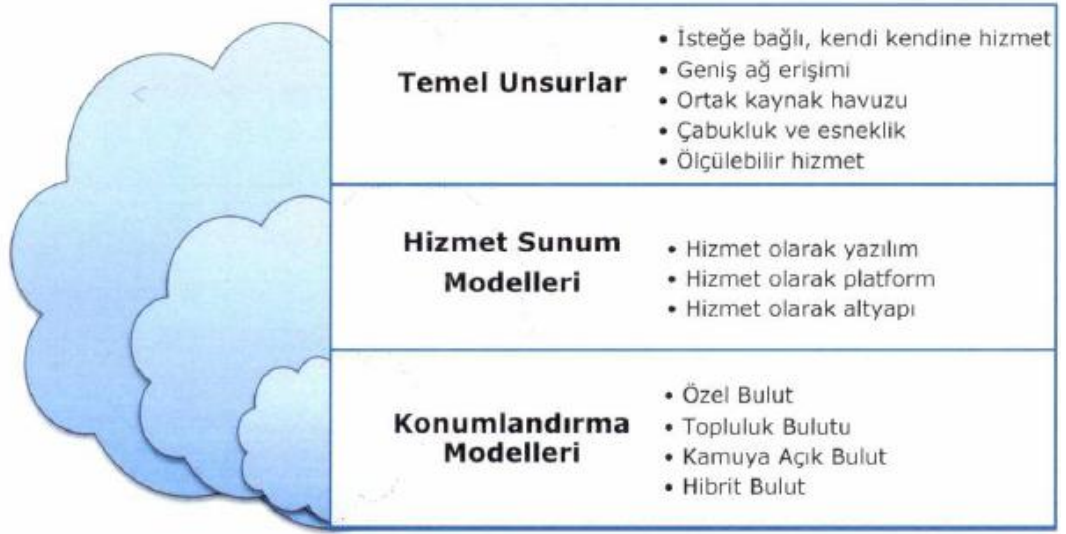 Temel Unsurlar
• İsteğe bağlı, kendi kendine hizmet
• Geniş ağ erişimi
• Ortak kaynak havuzu
• Çabukluk ve esneklik
• Ölçülebilir hizmet
Hizmet Sunum
Modelleri
• Hizmet olarak yazılım
• Hizmet olarak platform
• Hizmet olarak altyapı
Konumlandırma
Modelleri
• Özel Bulut
• Topluluk Bulutu
• Kamuya Açık Bulut
• Hibrit Bulut